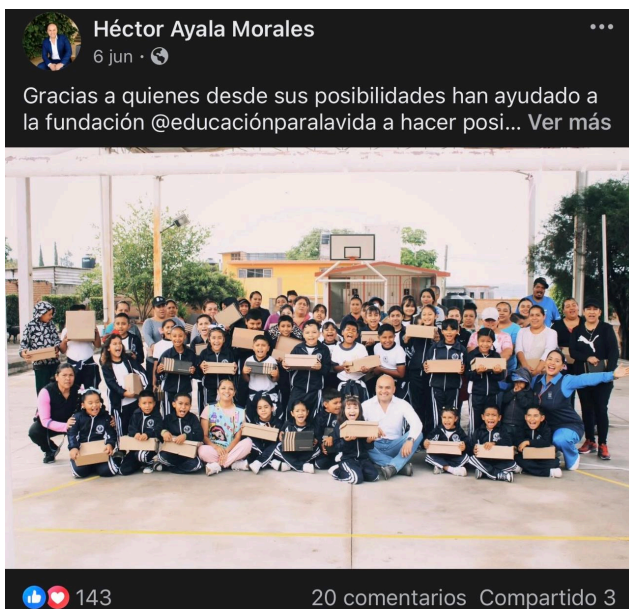 Héctor Ayala Morales
6 jun ·
Gracias a quienes desde sus posibilidades han ayudado a
la fundación @educaciónparalavida a hacer posi... Ver más
143
20 comentarios Compartido 3